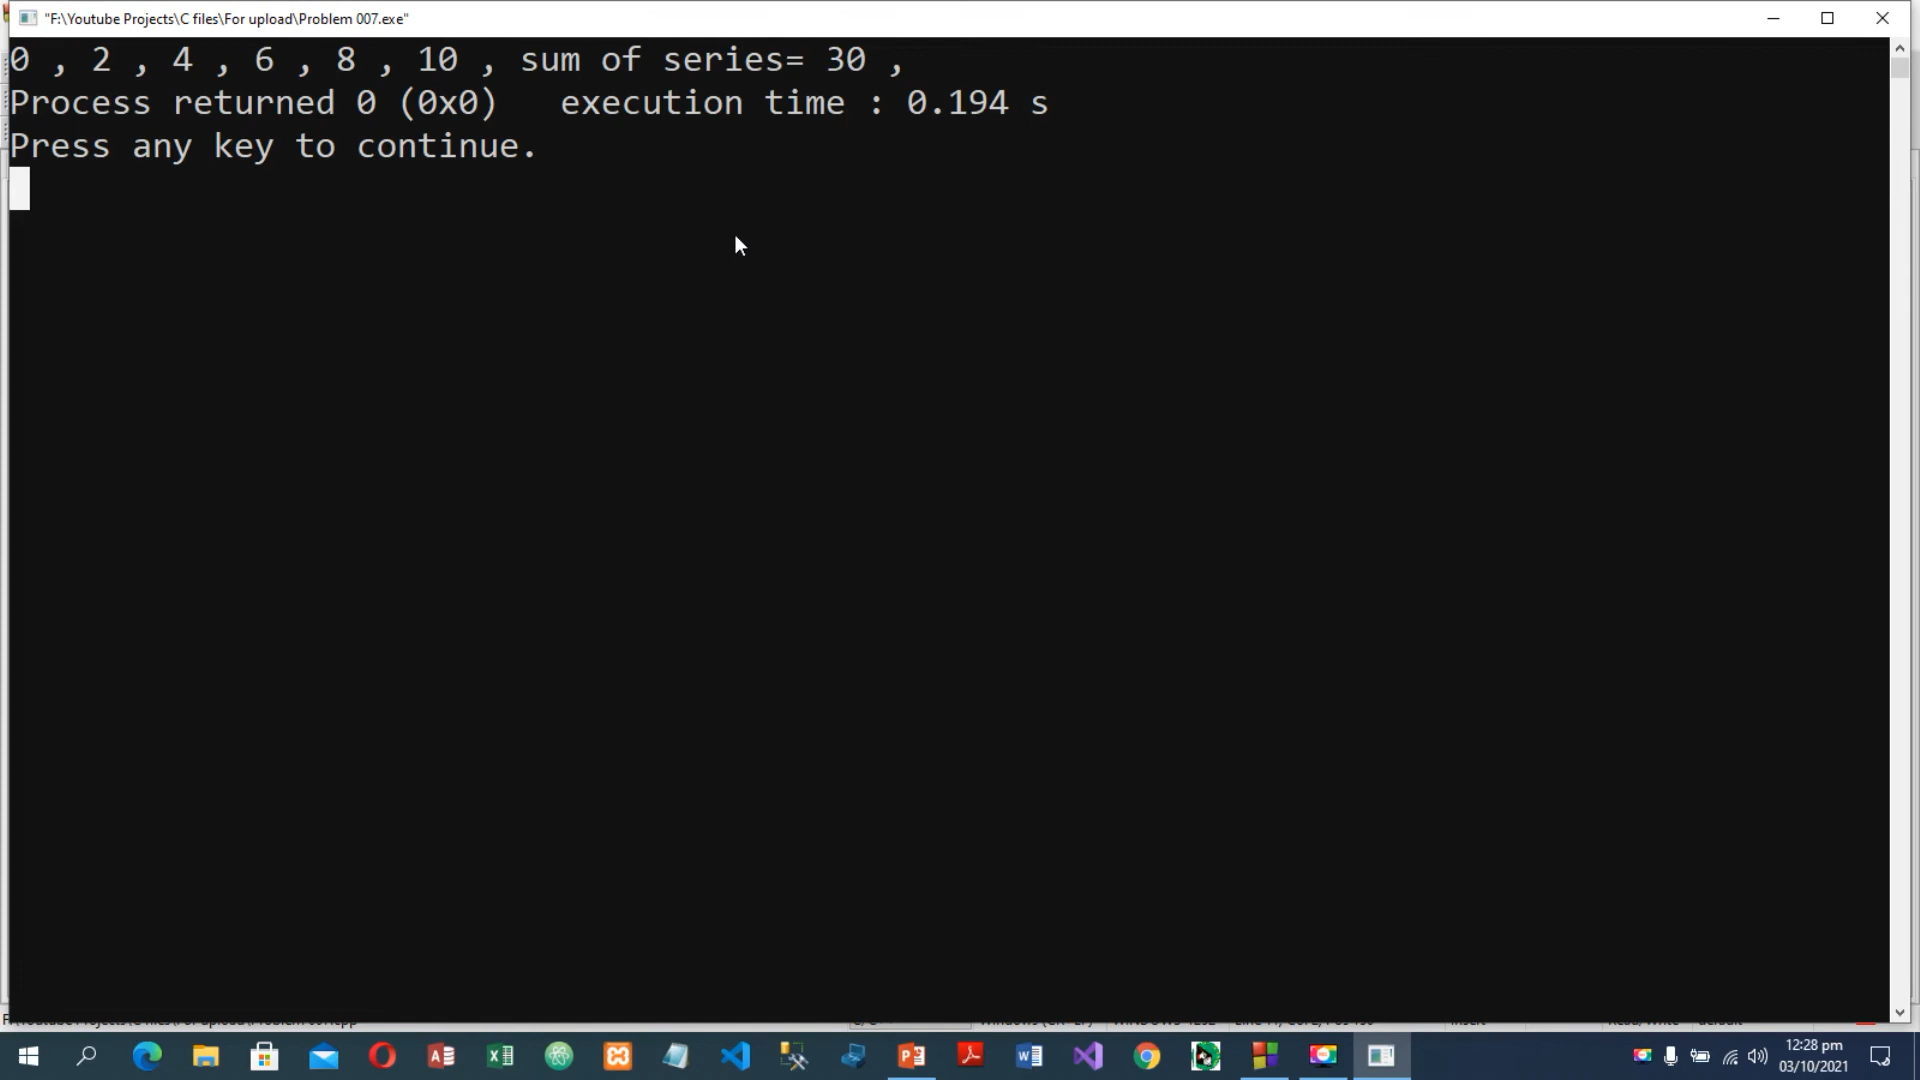 "F:\Youtube Projects\C files\For upload\Problem 007.exe"
0 , 2 , 4 , 6 , 8 , 10 , sum of series= 30 ,
Process returned 0 (0x0)   execution time : 0.194 s
Press any key to continue.
12:28 pm
03/10/2021